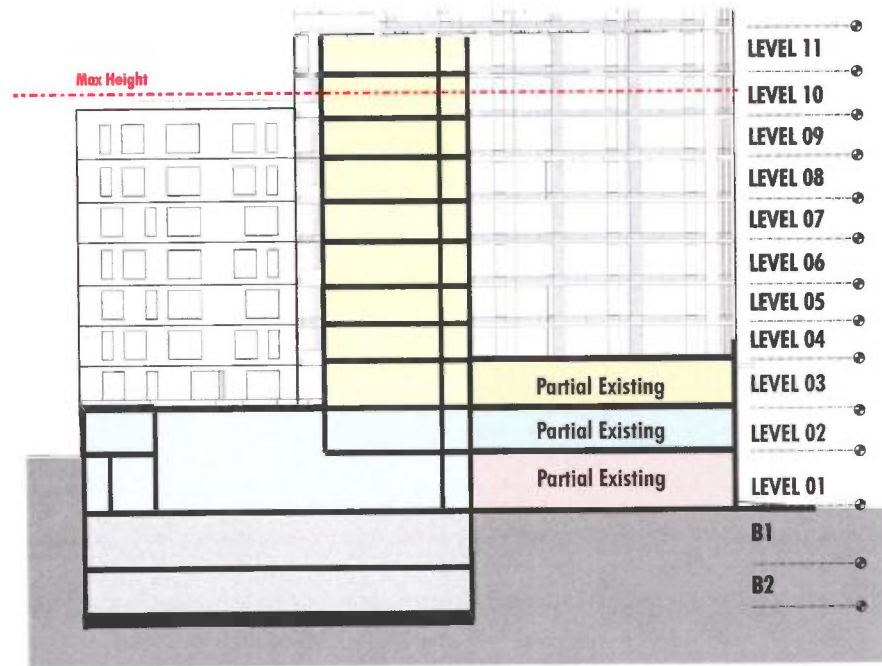 LEVEL 11
Max Height
LEVEL 10
LEVEL 09
LEVEL 08
LEVEL 07
LEVEL 06
LEVEL 05
LEVEL 04
Partial Existing
LEVEL 03
Partial Existing
LEVEL 02
Partial Existing
LEVEL 01
B1
B2